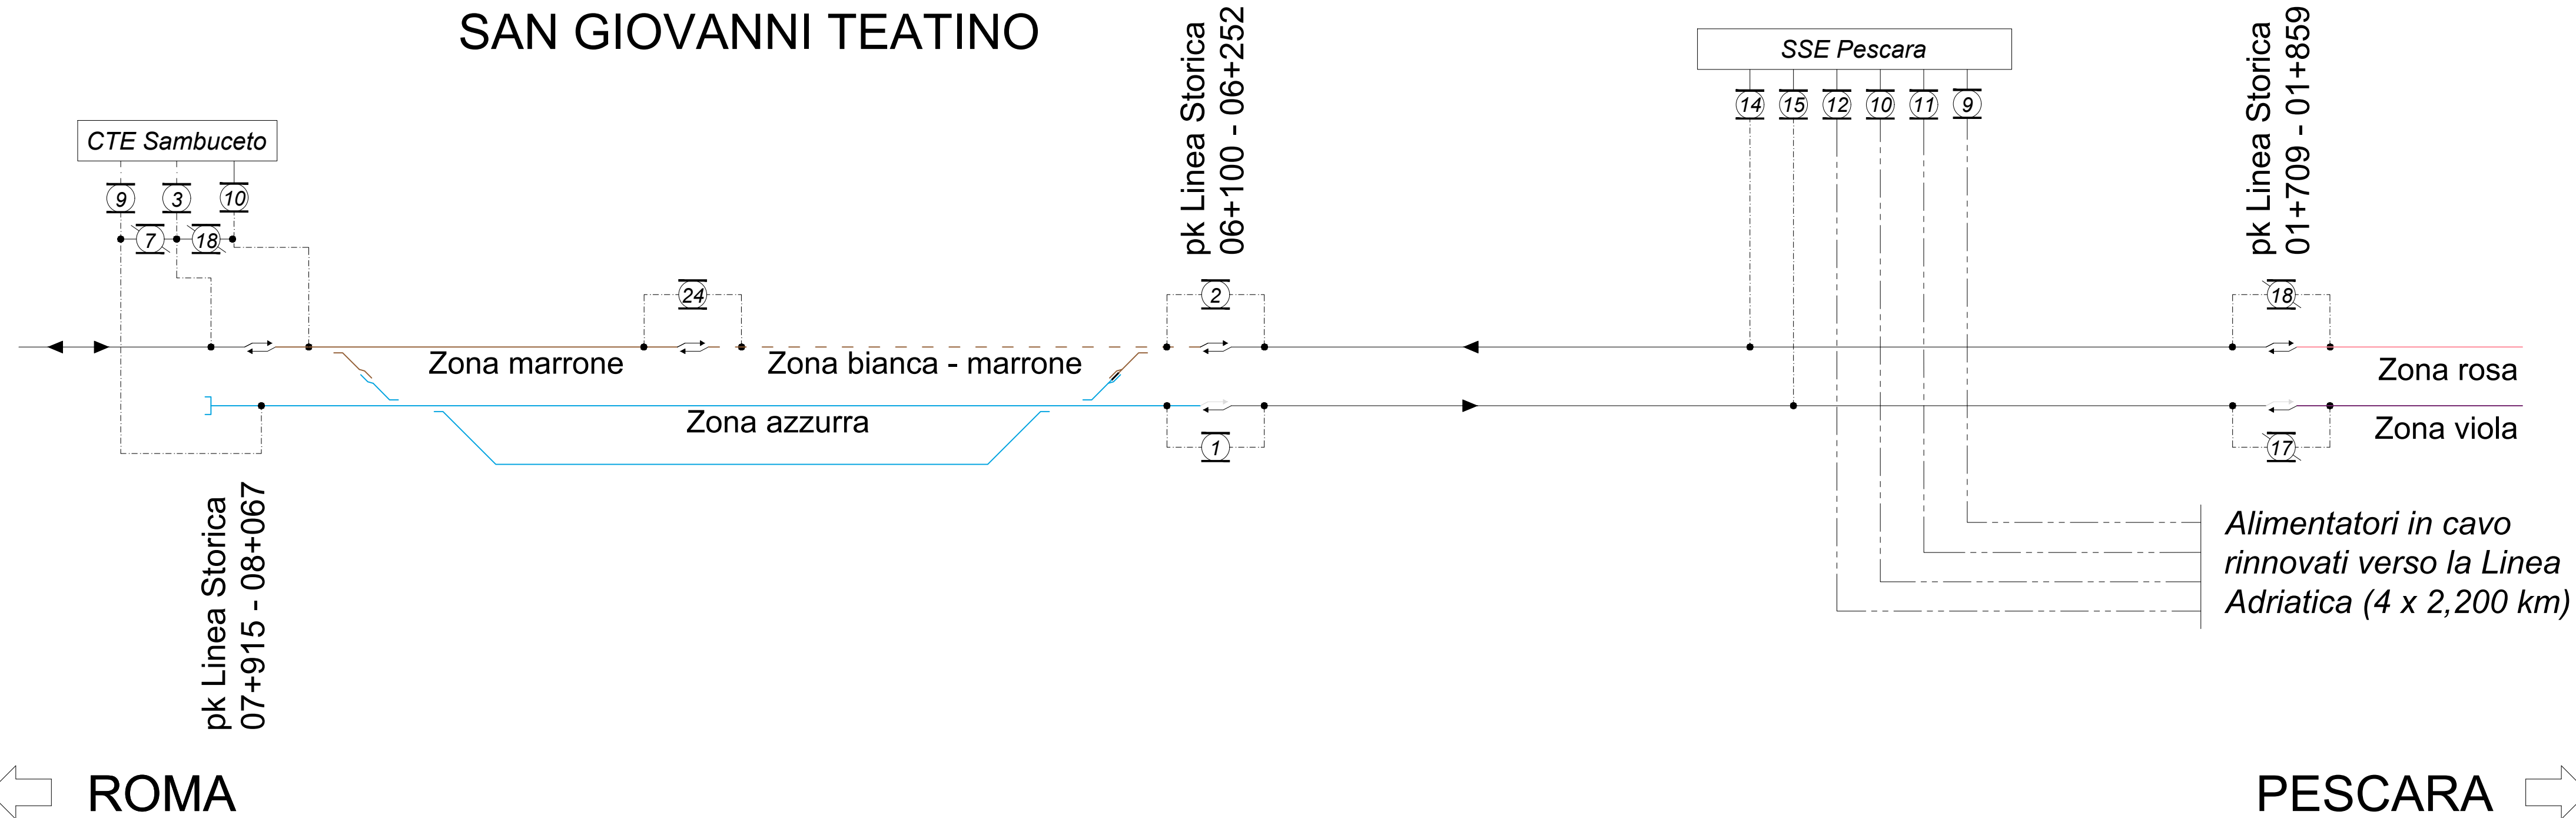 SAN GIOVANNI TEATINO
pk Linea Storica
06+100 - 06+252
SSE Pescara
14 15 12 10 11 9
pk Linea Storica
01+709 - 01+859
CTE Sambuceto
9 3 10
7 18
24
2
18
Zona marrone
Zona bianca - marrone
Zona rosa
Zona azzurra
1
17
Zona viola
pk Linea Storica
07+915 - 08+067
Alimentatori in cavo
rinnovati verso la Linea
Adriatica (4 x 2,200 km)
ROMA
PESCARA